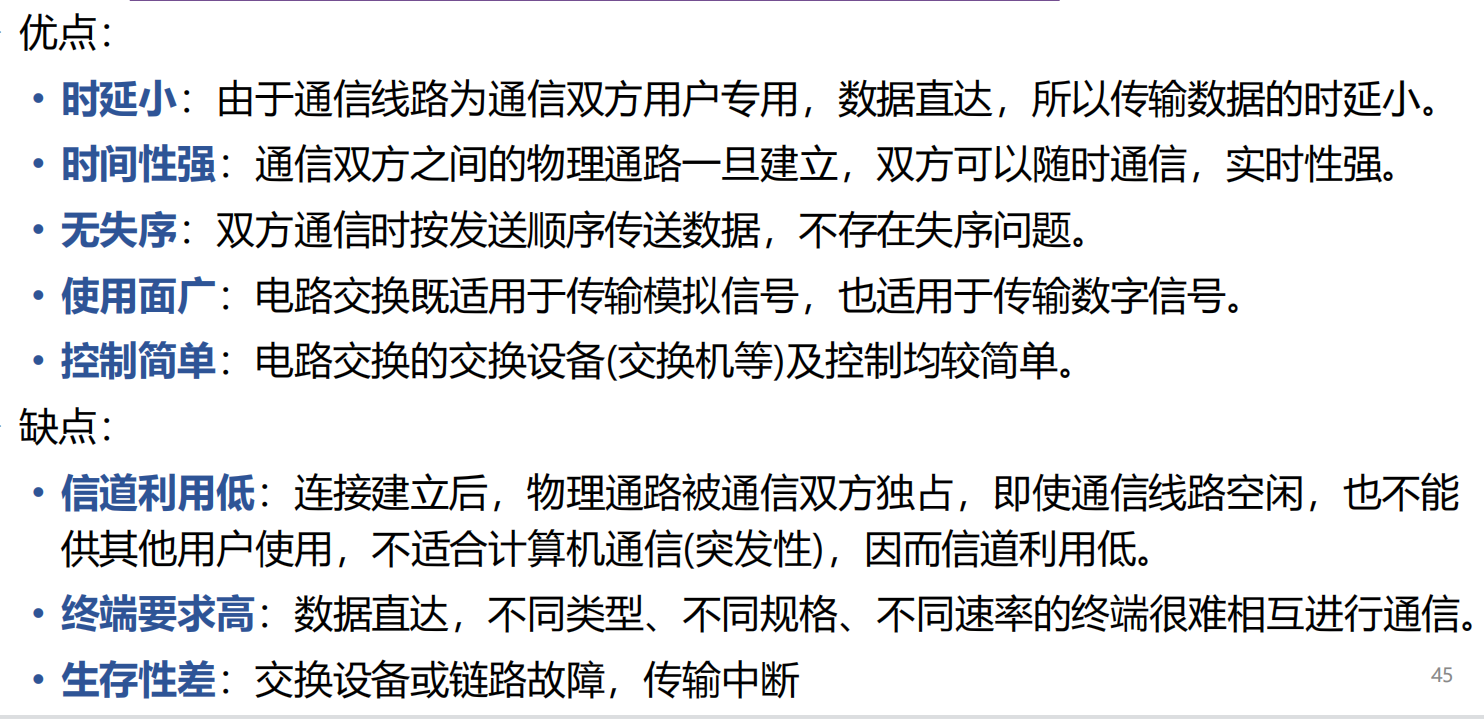 优点：
• 时延小：由于通信线路为通信双方用户专用，数据直达，所以传输数据的时延小。
• 时间性强：通信双方之间的物理通路一旦建立，双方可以随时通信，实时性强。
• 无失序：双方通信时按发送顺序传送数据，不存在失序问题。
• 使用面广：电路交换既适用于传输模拟信号，也适用于传输数字信号。
• 控制简单：电路交换的交换设备(交换机等)及控制均较简单。
缺点：
• 信道利用低：连接建立后，物理通路被通信双方独占，即使通信线路空闲，也不能
供其他用户使用，不适合计算机通信(突发性)，因而信道利用低。
• 终端要求高：数据直达，不同类型、不同规格、不同速率的终端很难相互进行通信。
• 生存性差：交换设备或链路故障，传输中断
45